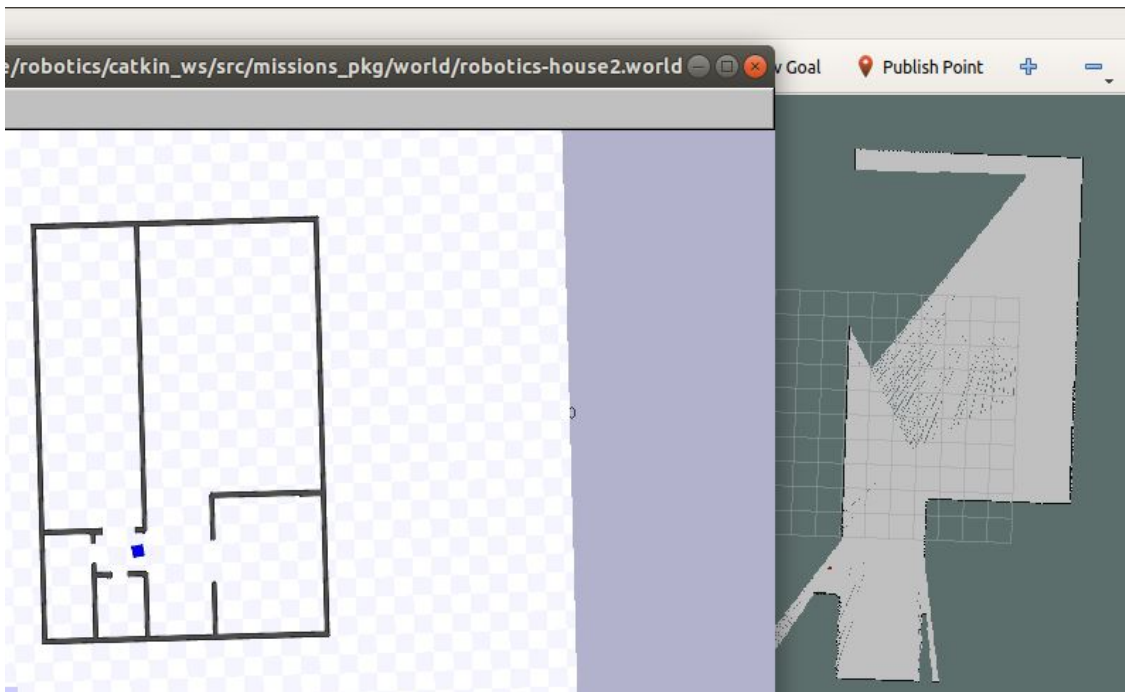 e/robotics/catkin_ws/src/missions_pkg/world/robotics-house2.world
v Goal
Publish Point